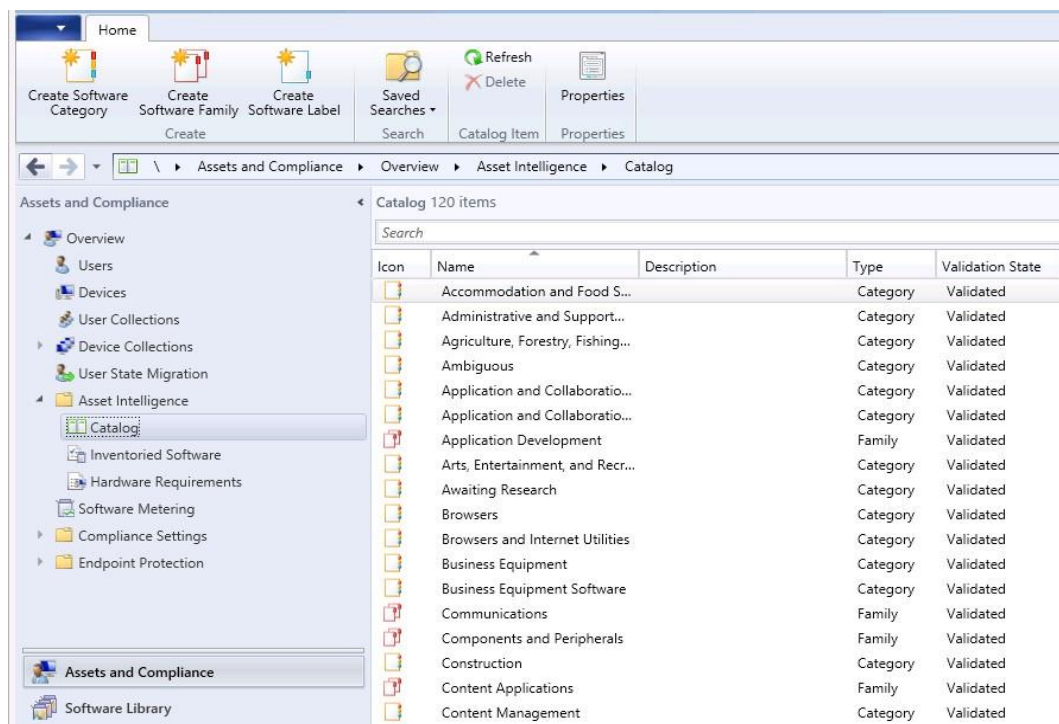 Home
Create Software Category
Create Software Family
Create Software Label
Saved Searches
Refresh
Delete
Properties
Create
Search
Catalog Item
Properties
\ Assets and Compliance Overview Asset Intelligence Catalog
Assets and Compliance
Overview
Users
Devices
User Collections
Device Collections
User State Migration
Asset Intelligence
Catalog
Inventoried Software
Hardware Requirements
Software Metering
Compliance Settings
Endpoint Protection
Assets and Compliance
Software Library
Catalog 120 items
Search
Icon Name Description Type Validation State
Accommodation and Food S... Category Validated
Administrative and Support... Category Validated
Agriculture, Forestry, Fishing... Category Validated
Ambiguous Category Validated
Application and Collaboratio... Category Validated
Application and Collaboratio... Category Validated
Application Development Family Validated
Arts, Entertainment, and Recr... Category Validated
Awaiting Research Category Validated
Browsers Category Validated
Browsers and Internet Utilities Category Validated
Business Equipment Category Validated
Business Equipment Software Category Validated
Communications Family Validated
Components and Peripherals Family Validated
Construction Category Validated
Content Applications Family Validated
Content Management Category Validated